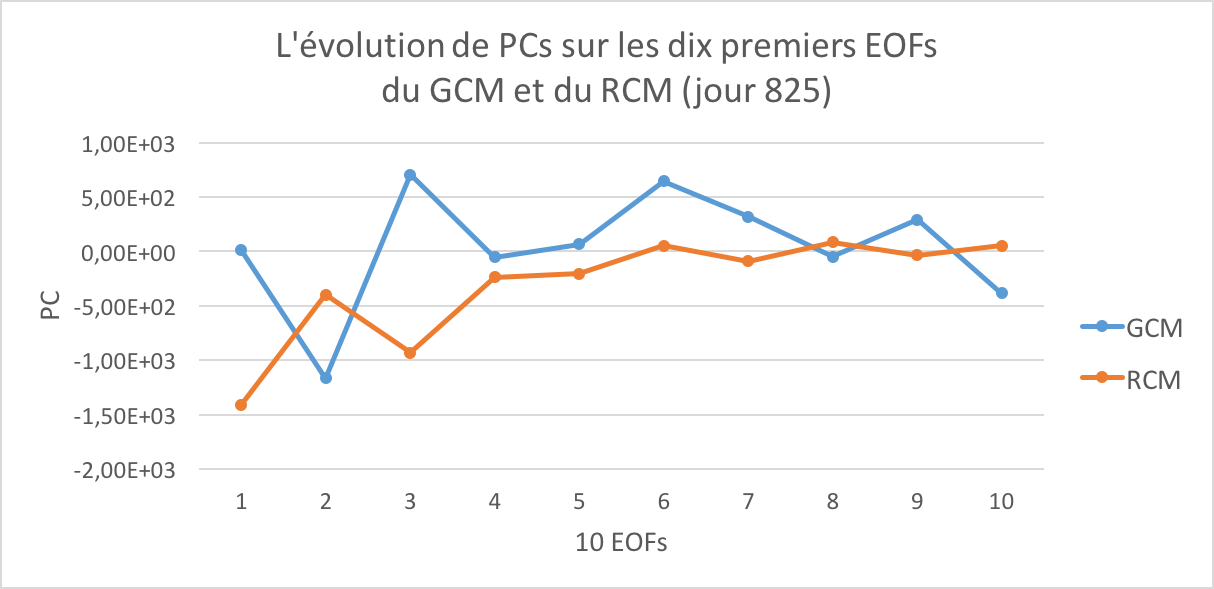 L'évolution de PCs sur les dix premiers EOFs
du GCM et du RCM (jour 825)
1,00E+03
5,00E+02
0,00E+00
-5,00E+02
-1,00E+03
-1,50E+03
-2,00E+03
PC
1 2 3 4 5 6 7 8 9 10
10 EOFs
GCM
RCM